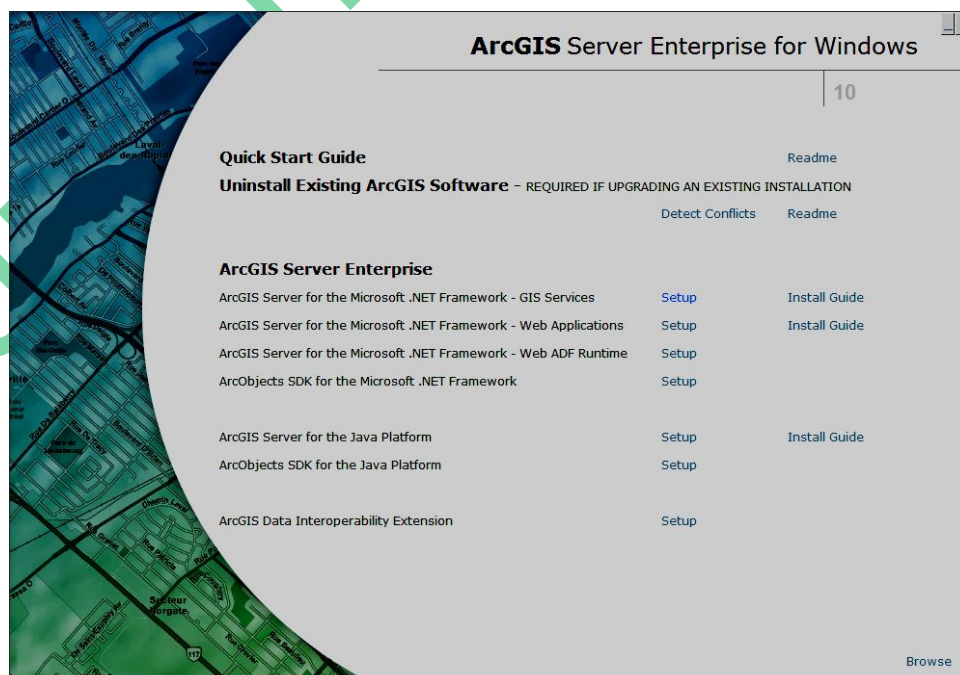 ArcGIS Server Enterprise for Windows
10
Quick Start Guide Readme
Uninstall Existing ArcGIS Software - REQUIRED IF UPGRADING AN EXISTING INSTALLATION
Detect Conflicts Readme
ArcGIS Server Enterprise
ArcGIS Server for the Microsoft .NET Framework - GIS Services Setup Install Guide
ArcGIS Server for the Microsoft .NET Framework - Web Applications Setup Install Guide
ArcGIS Server for the Microsoft .NET Framework - Web ADF Runtime Setup
ArcObjects SDK for the Microsoft .NET Framework Setup
ArcGIS Server for the Java Platform Setup Install Guide
ArcObjects SDK for the Java Platform Setup
ArcGIS Data Interoperability Extension Setup
Secteur
Norgate
117
Browse